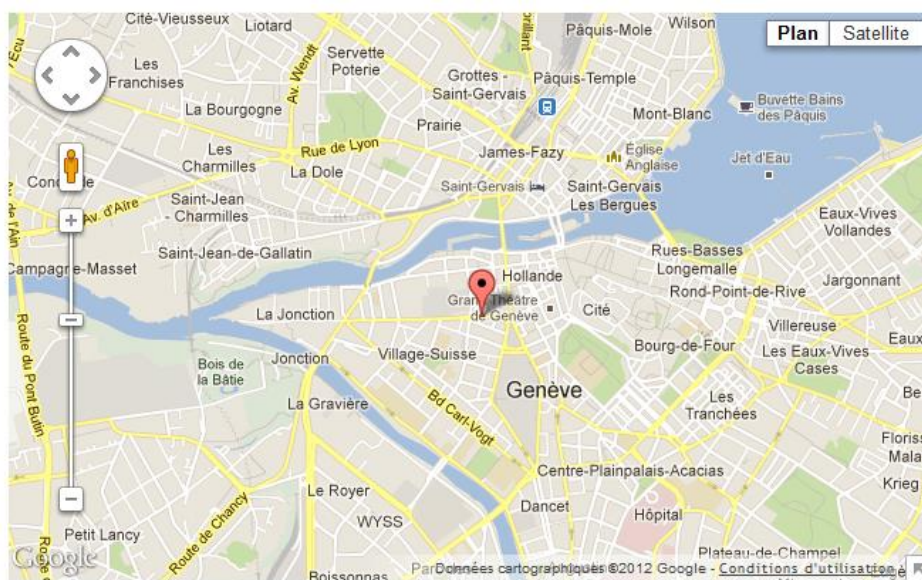 Cité-Vieusseux
Liotard
brillant
Pâquis-Mole
Wilson
Plan
Satellite
Les
Franchises
Av. Wendt
Servette
Poterie
Grottes -
Saint-Gervais
Pâquis-Temple
La Bourgogne
Prairie
Mont-Blanc
Buvette Bains
des Pâquis
Les
Charmilles
Rue de Lyon
La Dole
James-Fazy
Église
Anglaise
Jet d'Eau
Saint-Gervais
Saint-Gervais
Les Bergues
Av. d'Aïre
Saint-Jean
- Charmilles
Eaux-Vives
Vollandes
Saint-Jean-de-Gallatin
Rues-Basses
Longemalle
Campagne-Masset
Hollande
Jargonnant
Rond-Point-de-Rive
Théâtre
de Genève
Cité
La Jonction
Villereuse
Route du Pont Butin
Jonction
Village-Suisse
Bourg-de-Four
Les Eaux-Vives
Cases
Bois de
la Bâtie
Genève
La Gravière
Bd Carl-Vogt
Les
Tranchées
Centre-Plainpalais-Acacias
Krieg
Le Royer
Dancet
Route de Chancy
WYSS
Hôpital
Petit Lancy
Plateau-de-Champel
Google
Boissonnas
Données cartographiques ©2012 Google - Conditions d'utilisation